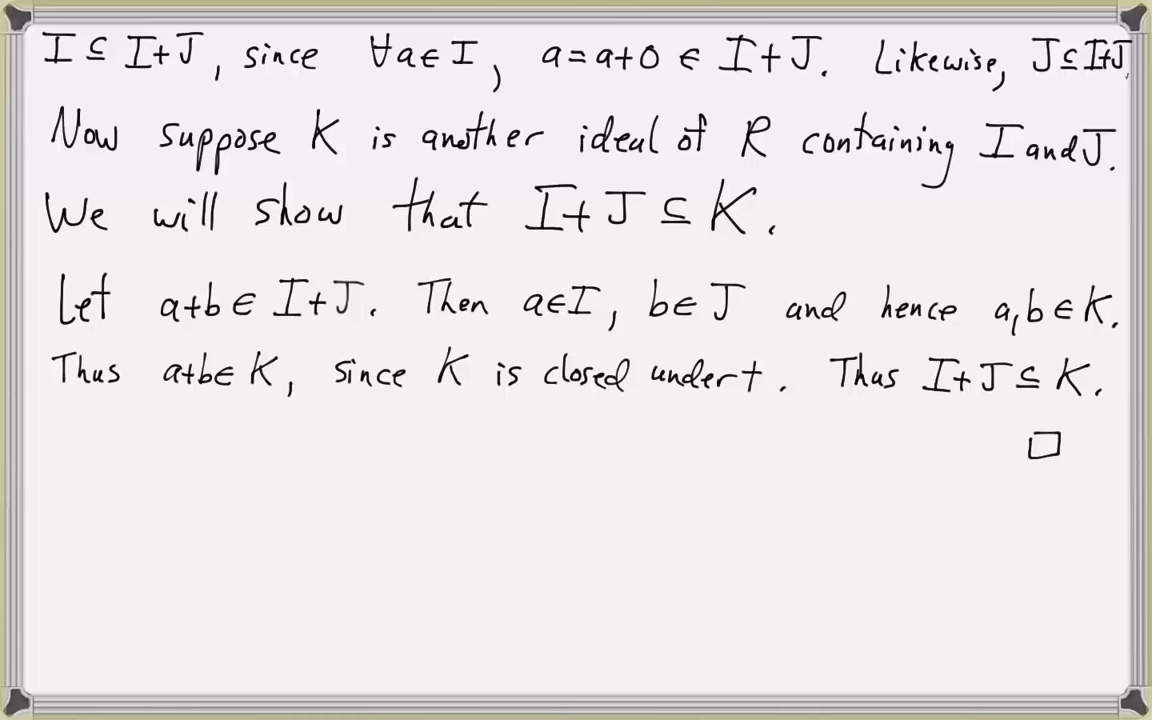 I ⊆ I+J, since ∀a∈I, a=a+0 ∈ I+J. Likewise, J⊆I+J.
Now suppose K is another ideal of R containing I and J.
We will show that I+J ⊆ K.
Let a+b ∈ I+J. Then a∈I, b∈J and hence a,b ∈ K.
Thus a+b∈ K, since K is closed under +. Thus I+J ⊆ K.
□